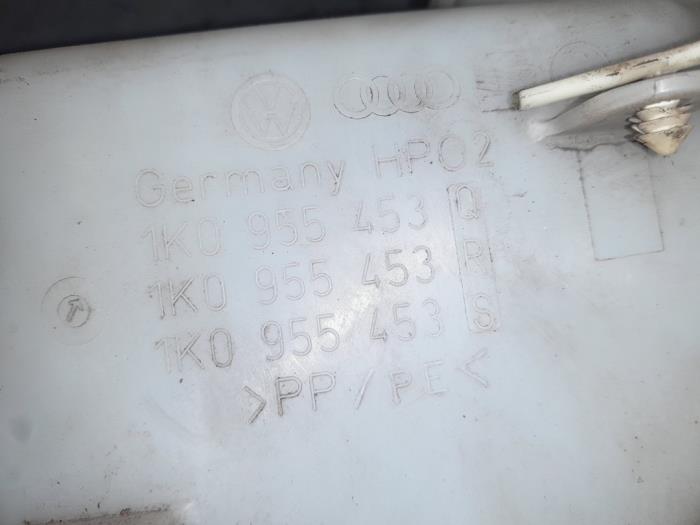 Germany HPO2
1K0 955 453 Q
1K0 955 453 R
1K0 955 453 S
>PP/PE<